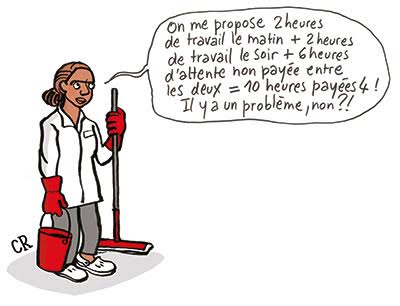 On me propose 2 heures
de travail le matin + 2 heures
de travail le soir + 6 heures
d'attente non payée entre
les deux = 10 heures payées 4 !
Il y a un problème, non ?!
CR